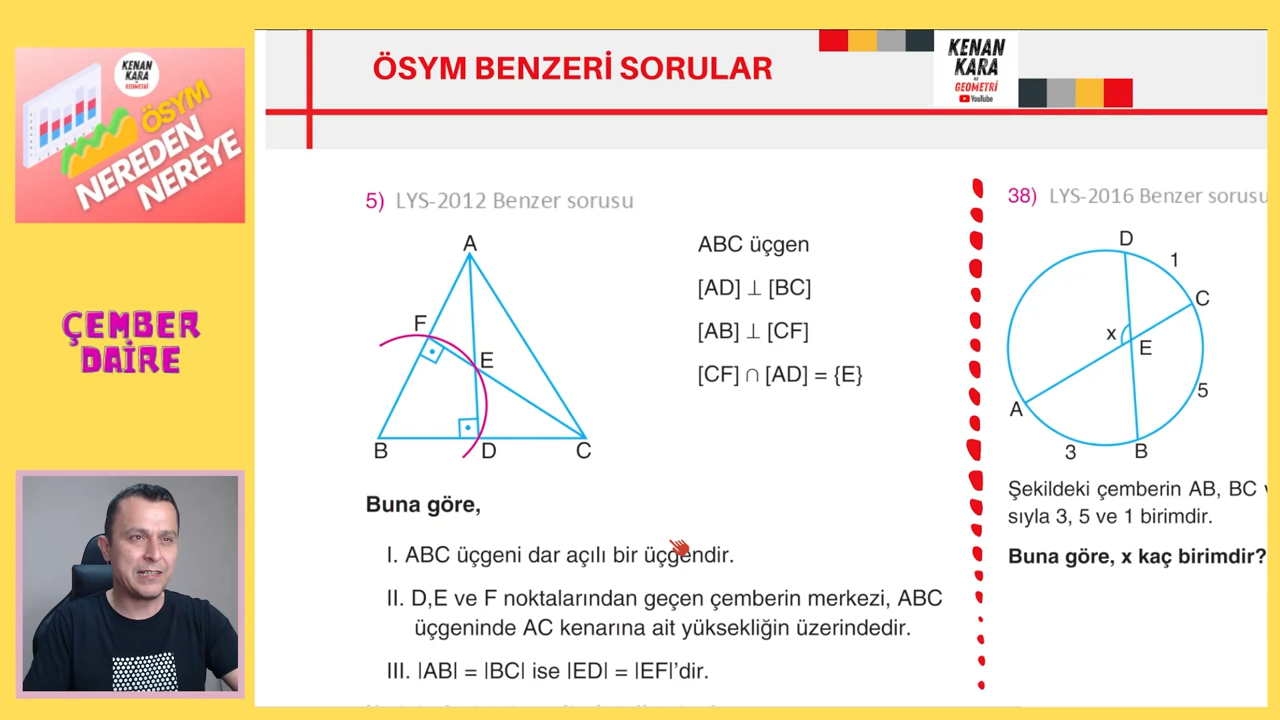 KENAN
KARA
ile
GEOMETRİ
ÖSYM
NEREDEN
NEREYE
ÇEMBER
DAİRE
ÖSYM BENZERİ SORULAR
KENAN
KARA
ile
GEOMETRİ
YouTube
5) LYS-2012 Benzer sorusu
A
F
E
B
D
C
ABC üçgen
[AD] ⊥ [BC]
[AB] ⊥ [CF]
[CF] ∩ [AD] = {E}
Buna göre,
I. ABC üçgeni dar açılı bir üçgendir.
II. D,E ve F noktalarından geçen çemberin merkezi, ABC
üçgeninde AC kenarına ait yüksekliğin üzerindedir.
III. |AB| = |BC| ise |ED| = |EF|'dir.
38) LYS-2016 Benzer sorusu
D
1
C
x
E
5
A
3
B
Şekildeki çemberin AB, BC
sıyla 3, 5 ve 1 birimdir.
Buna göre, x kaç birimdir?